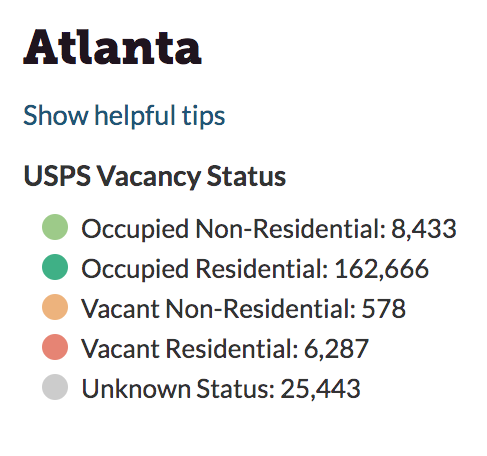 Atlanta
Show helpful tips
USPS Vacancy Status
Occupied Non-Residential: 8,433
Occupied Residential: 162,666
Vacant Non-Residential: 578
Vacant Residential: 6,287
Unknown Status: 25,443